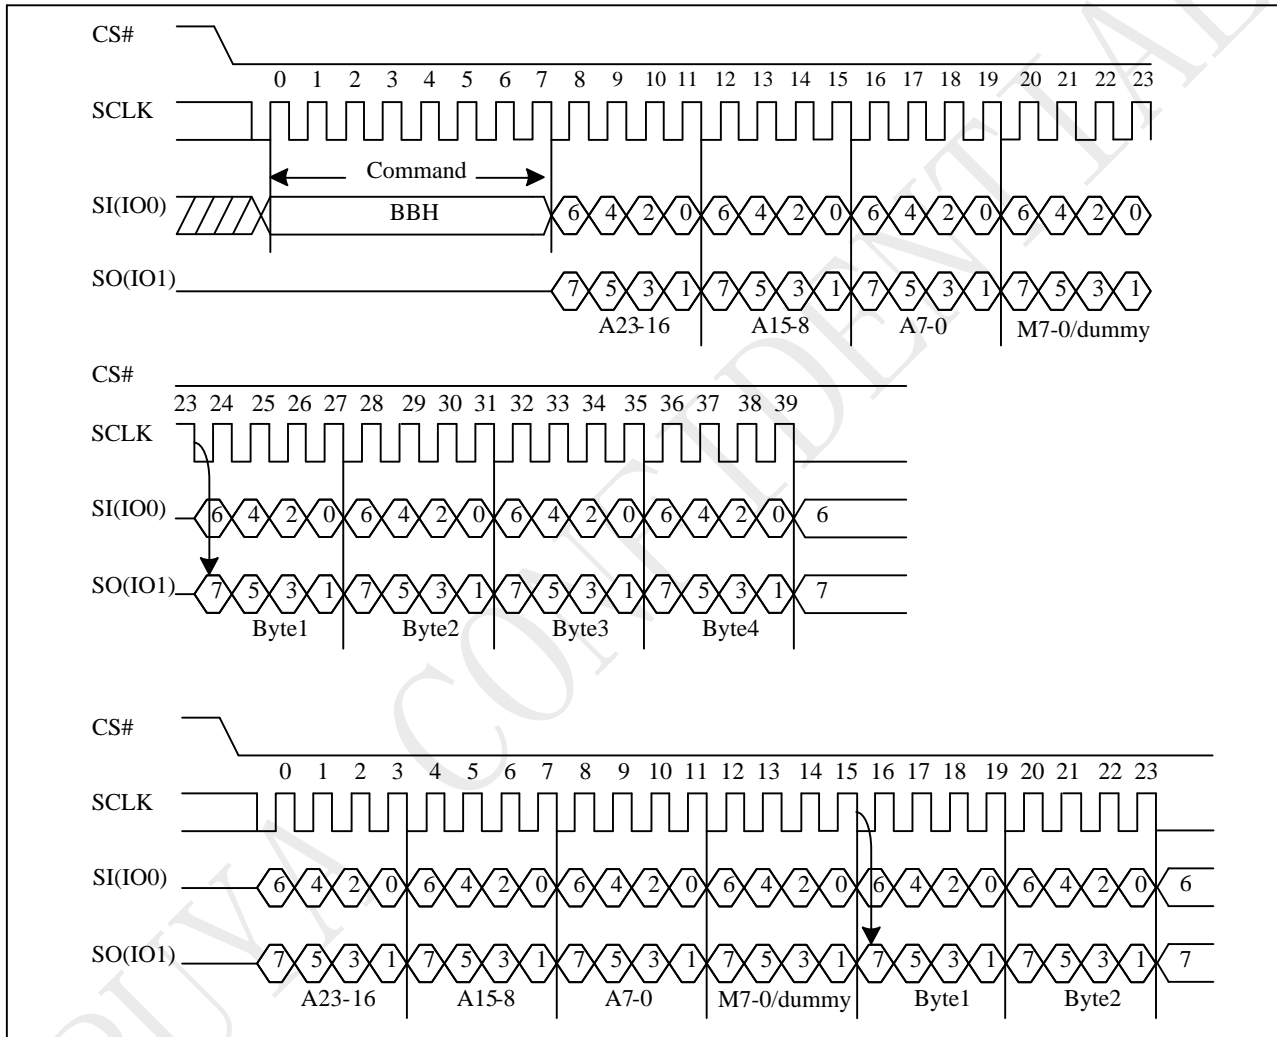 CS#
0 1 2 3 4 5 6 7 8 9 10 11 12 13 14 15 16 17 18 19 20 21 22 23
SCLK
Command
SI(IO0) BBH 6 4 2 0 6 4 2 0 6 4 2 0 6 4 2 0
SO(IO1) 7 5 3 1 7 5 3 1 7 5 3 1 7 5 3 1
A23-16 A15-8 A7-0 M7-0/dummy
CS#
23 24 25 26 27 28 29 30 31 32 33 34 35 36 37 38 39
SCLK
SI(IO0) 6 4 2 0 6 4 2 0 6 4 2 0 6 4 2 0 6
SO(IO1) 7 5 3 1 7 5 3 1 7 5 3 1 7 5 3 1 7
Byte1 Byte2 Byte3 Byte4
CS#
0 1 2 3 4 5 6 7 8 9 10 11 12 13 14 15 16 17 18 19 20 21 22 23
SCLK
SI(IO0) 6 4 2 0 6 4 2 0 6 4 2 0 6 4 2 0 6 4 2 0 6 4 2 0 6
SO(IO1) 7 5 3 1 7 5 3 1 7 5 3 1 7 5 3 1 7 5 3 1 7 5 3 1 7
A23-16 A15-8 A7-0 M7-0/dummy Byte1 Byte2
PUYA CONFIDENTIAL